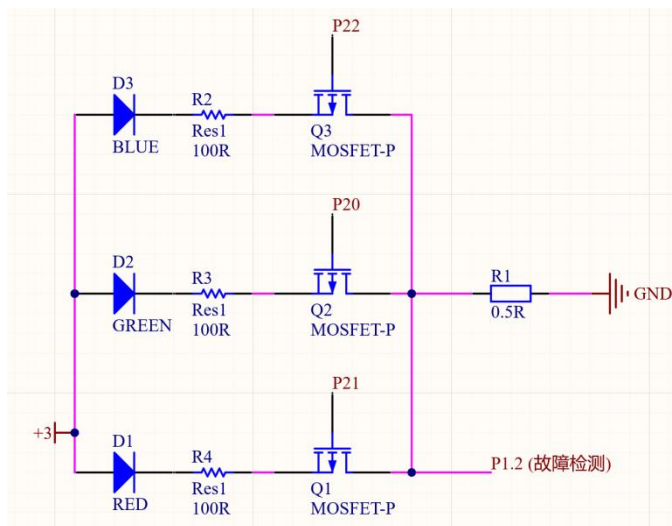 P22
D3
R2
BLUE
Res1
100R
Q3
MOSFET-P
P20
D2
R3
R1
GREEN
Res1
100R
Q2
MOSFET-P
0.5R
GND
P21
+3
D1
R4
P1.2 (故障检测)
RED
Res1
100R
Q1
MOSFET-P